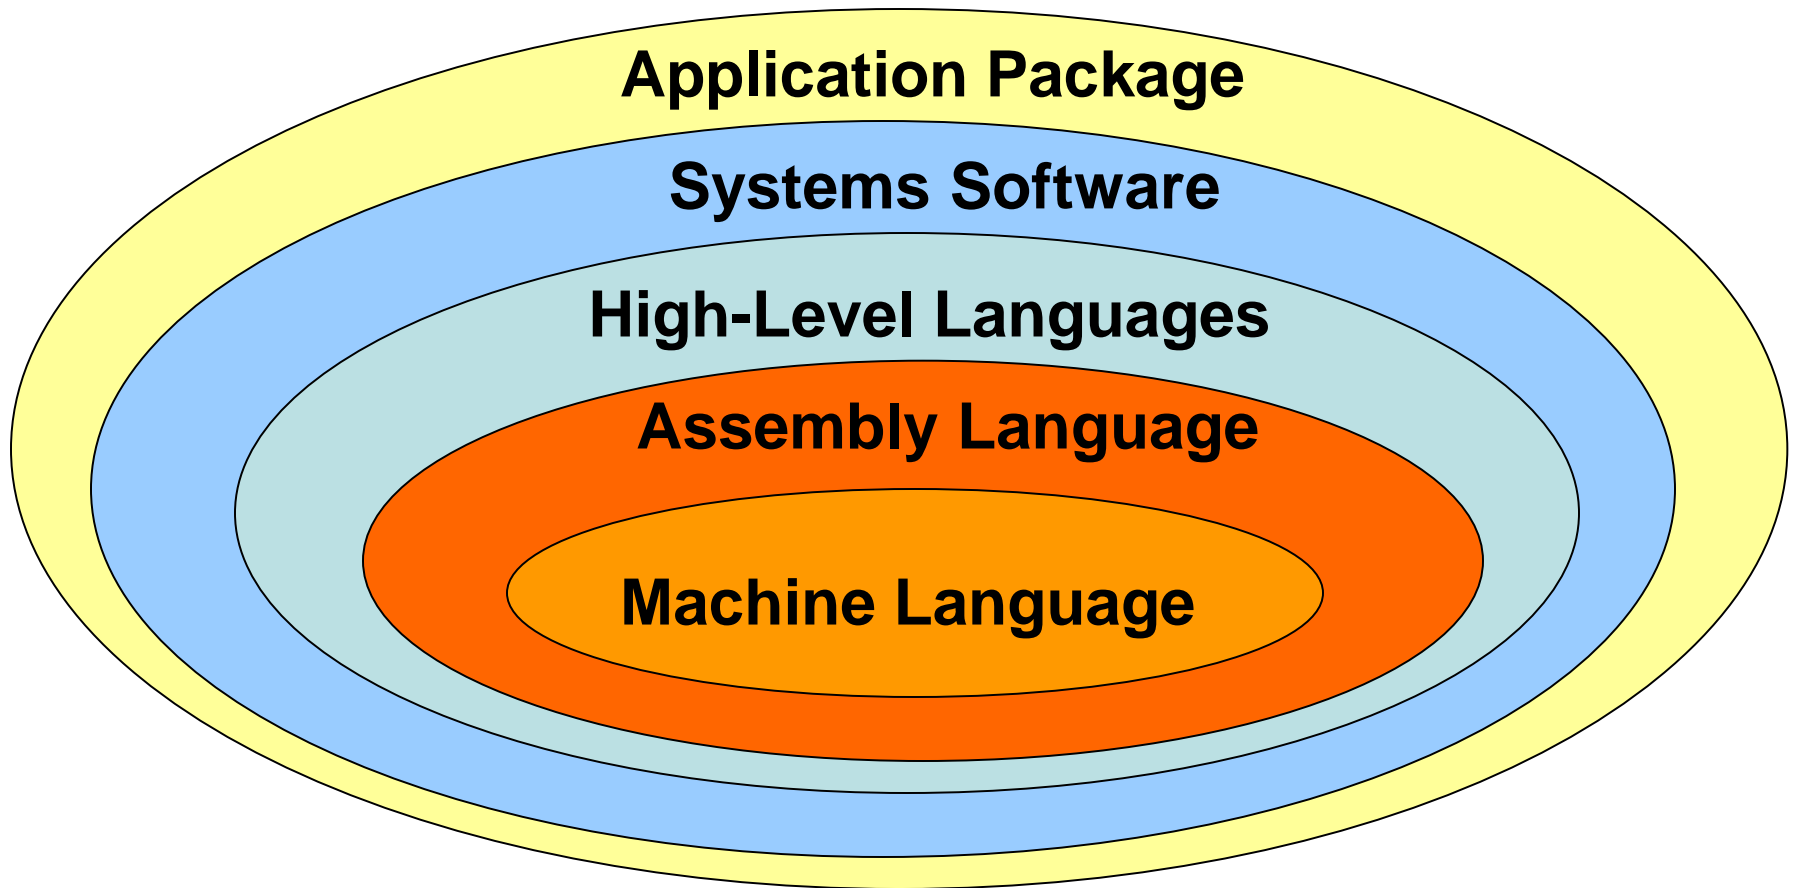 Application Package
Systems Software
High-Level Languages
Assembly Language
Machine Language